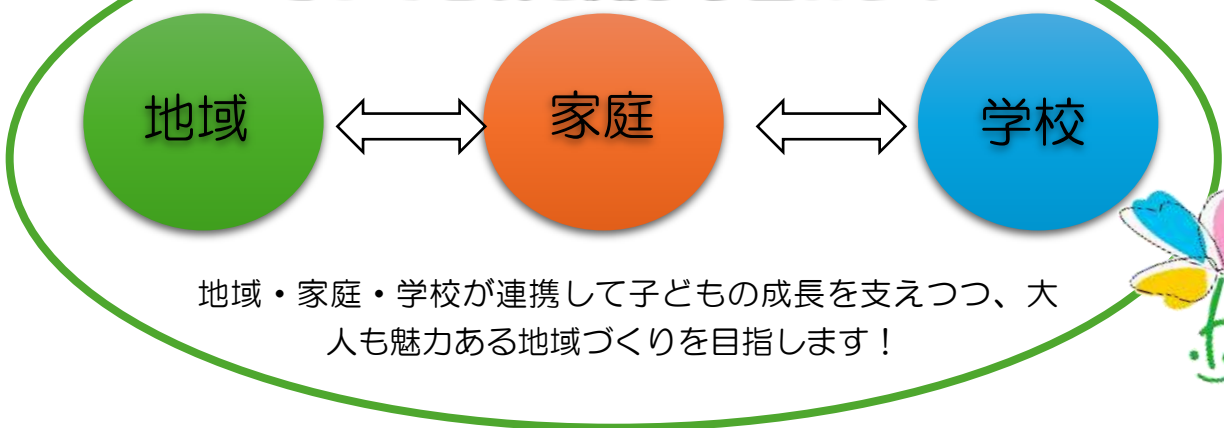 地域
家庭
学校
地域・家庭・学校が連携して子どもの成長を支えつつ、大
人も魅力ある地域づくりを目指します！